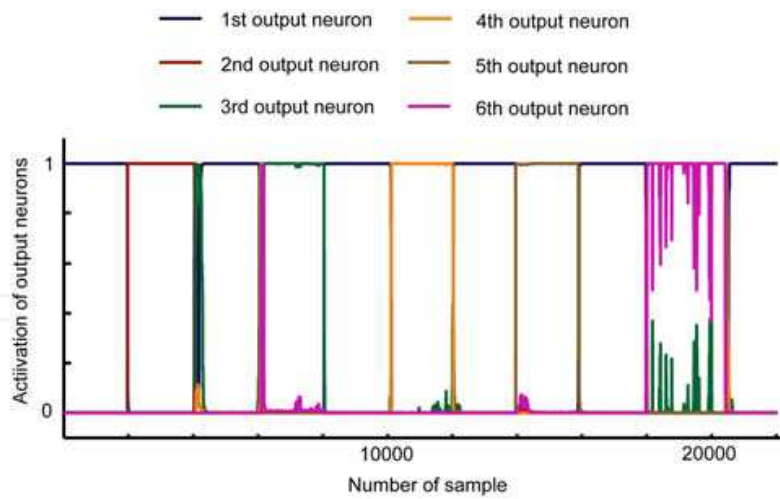 1st output neuron
4th output neuron
2nd output neuron
5th output neuron
3rd output neuron
6th output neuron
1
0
Actiivation of output neurons
10000
20000
Number of sample